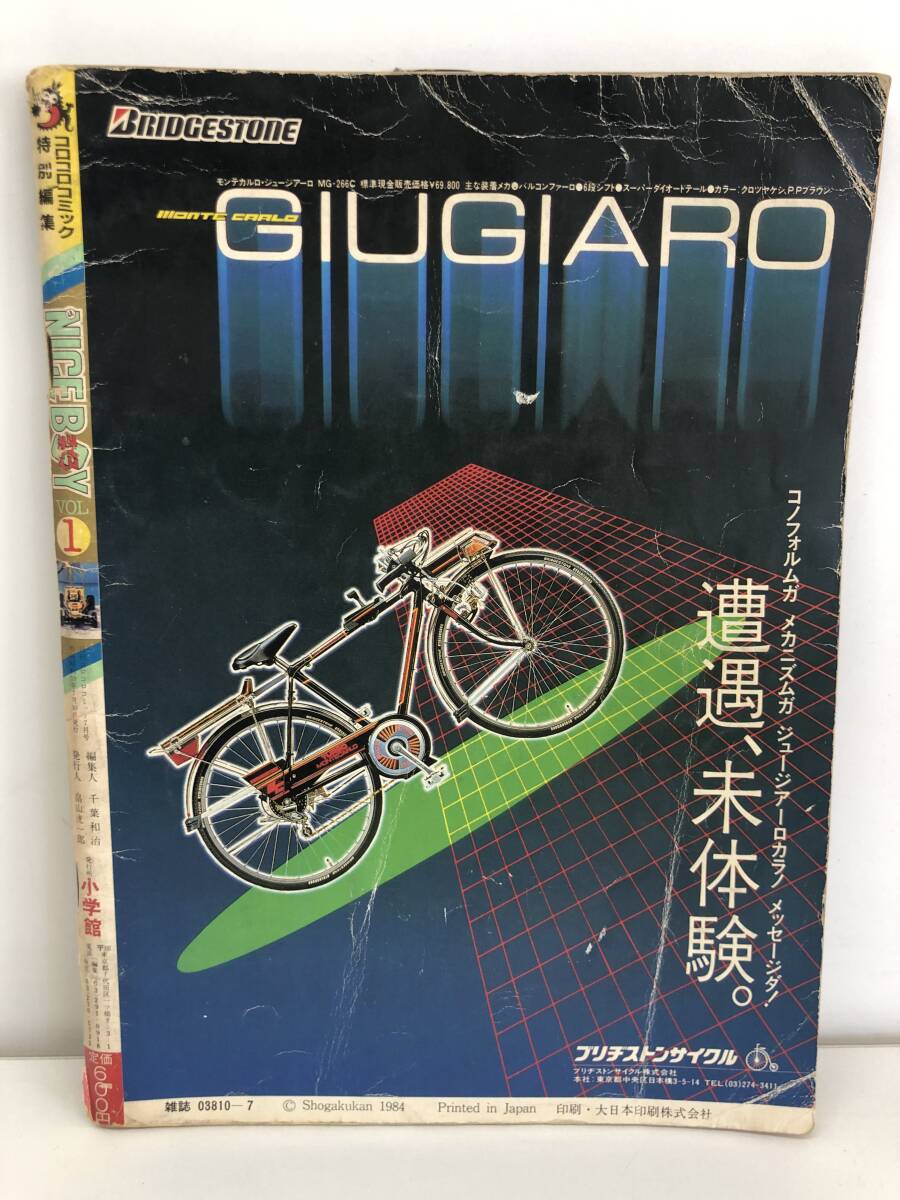 BRIDGESTONE
モンテカルロ・ジュージアーロ MG-266C 標準現金販売価格¥69,800 主な装着メカ●バルコンファーロ●6段シフト●スーパーダイオードテール●カラー:クロツヤケシ,P.Pブラウン
MONTE CARLO
GIUGIARO
コノフォルムガ メカニズムガ ジュージアーロカラノ メッセージダ!
遭遇、未体験。
ブリヂストンサイクル
ブリヂストンサイクル株式会社
本社:東京都中央区日本橋3-5-14 TEL(03)274-3411
雑誌 03810-7 © Shogakukan 1984 Printed in Japan 印刷・大日本印刷株式会社
コロコロコミック
特別編集
NICE BOY
VOL
1
7月号
編集人 千葉和治
発行人
小学館
定価